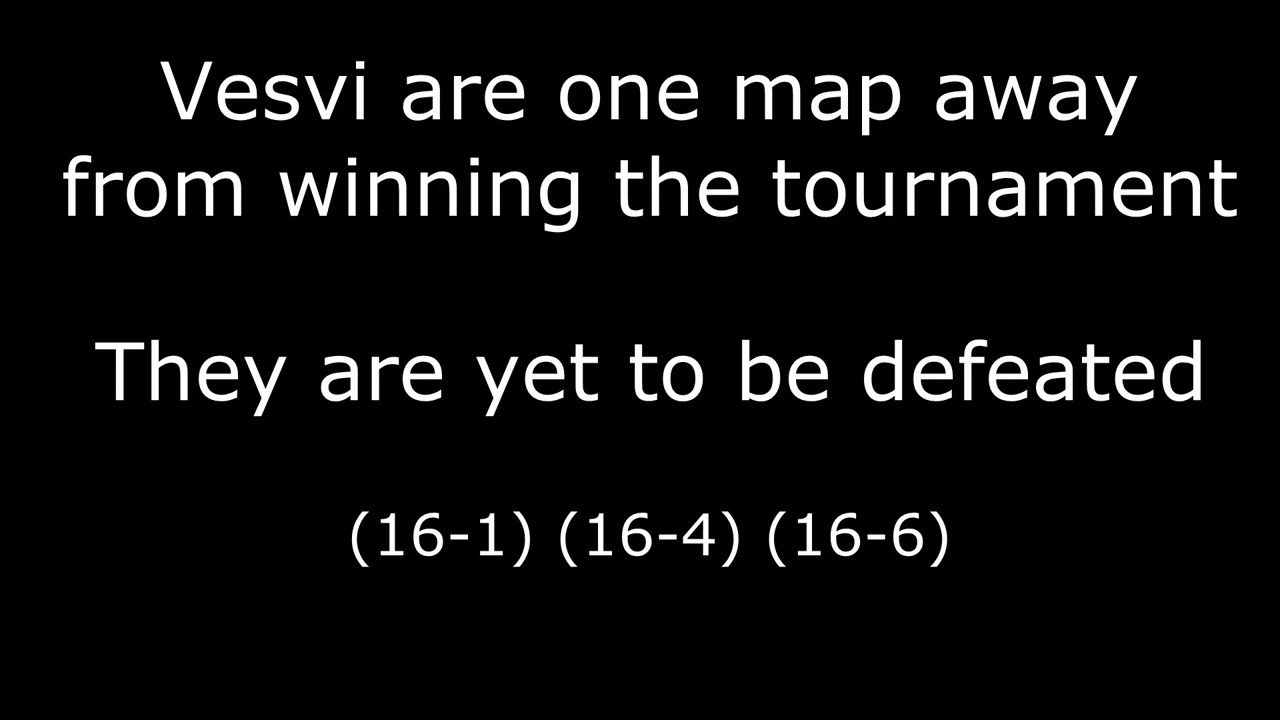 Vesvi are one map away
from winning the tournament
They are yet to be defeated
(16-1) (16-4) (16-6)